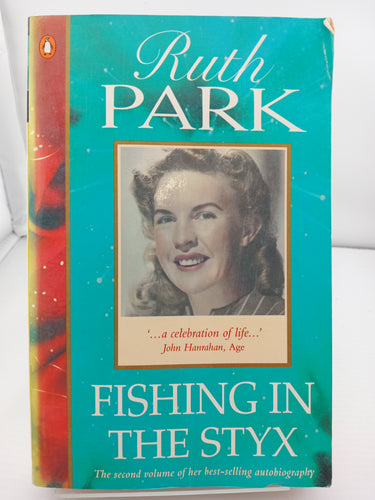 Ruth
PARK
‘...a celebration of life...’
John Hanrahan, Age
FISHING IN
THE STYX
The second volume of her best-selling autobiography